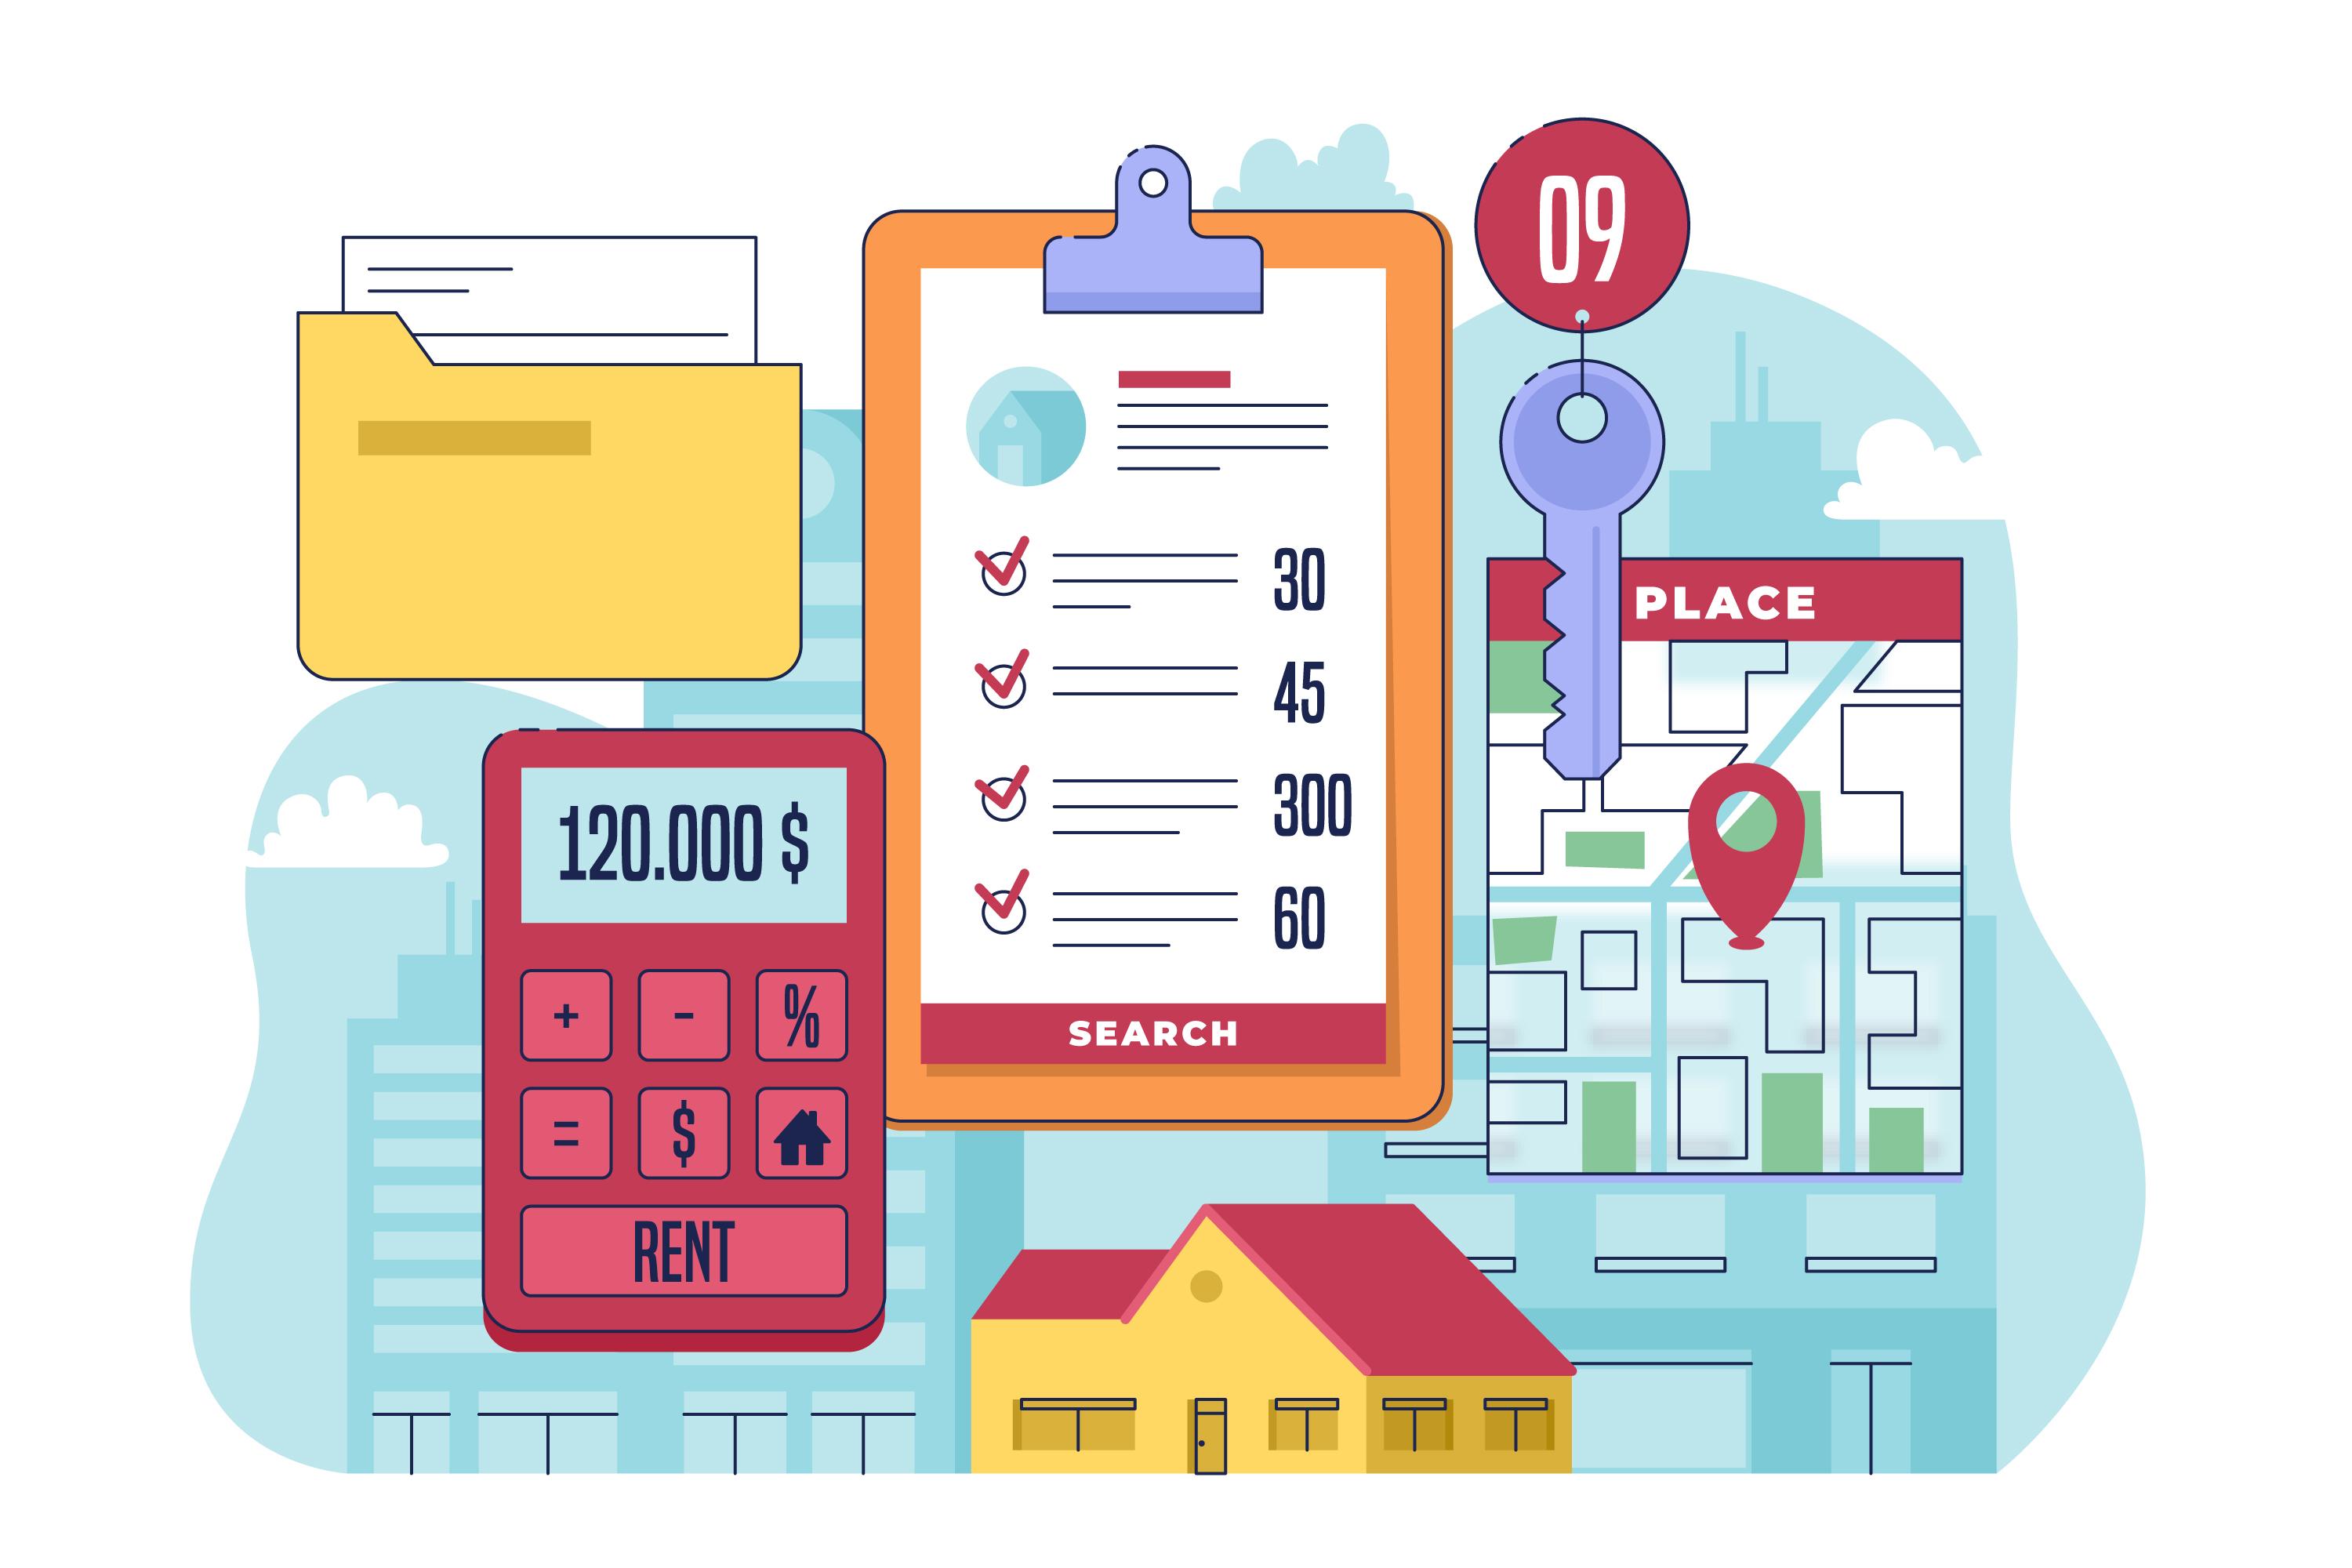 09
30
45
300
60
SEARCH
PLACE
120.000 $
+ - %
= $
RENT